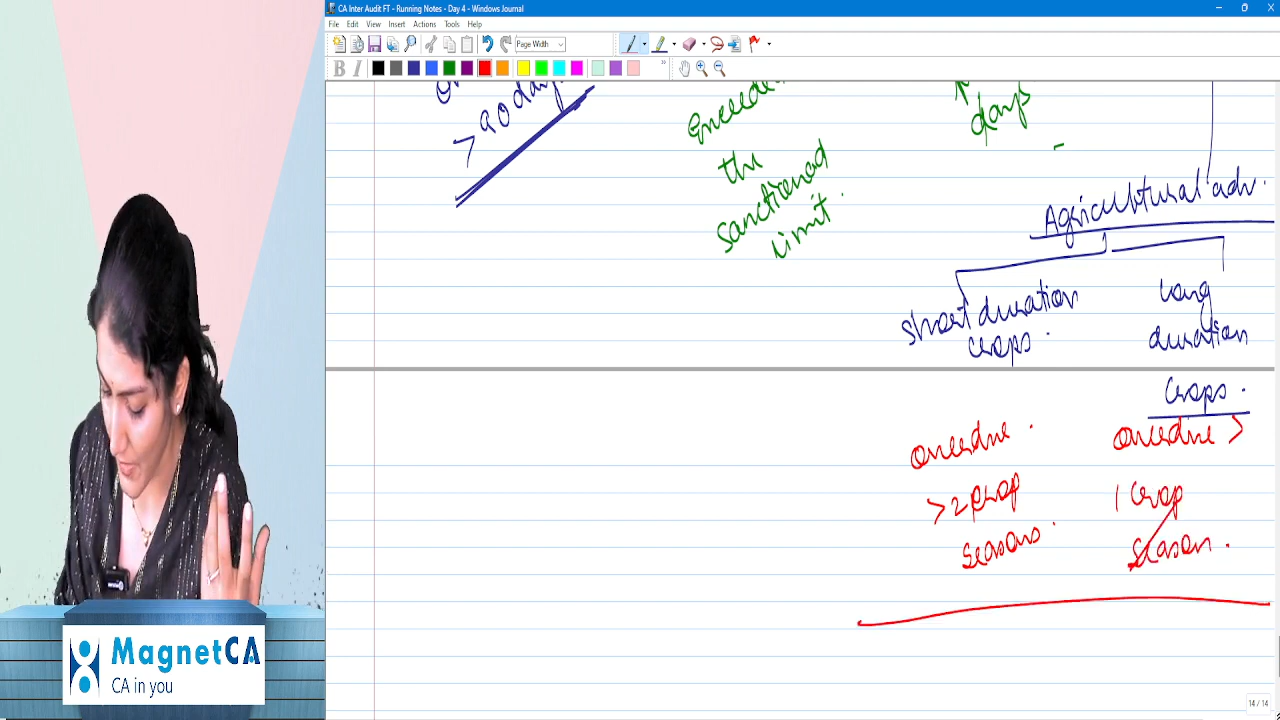 CA Inter Audit FT - Running Notes - Day 4 - Windows Journal
File Edit View Insert Actions Tools Help
Page Width
B I
> 90 days
Exceeded
the
sanctioned
limit.
days
Agricultural adv.
short duration
crops.
long
duration
crops.
overdue.
> 2 crop
seasons.
overdue >
1 crop
season.
MagnetCA
CA in you
14 / 14